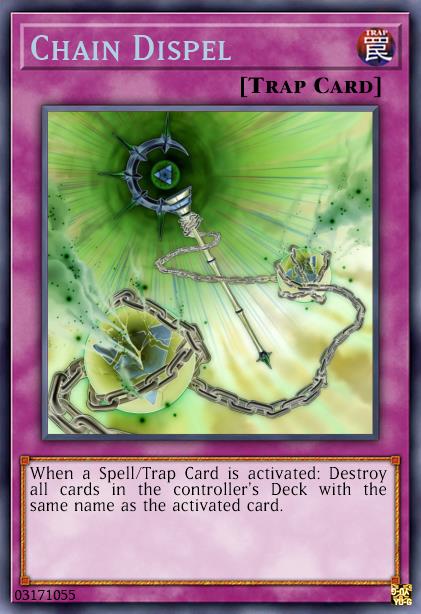 Chain Dispel
TRAP
罠
[Trap Card]
When a Spell/Trap Card is activated: Destroy
all cards in the controller's Deck with the
same name as the activated card.
03171055